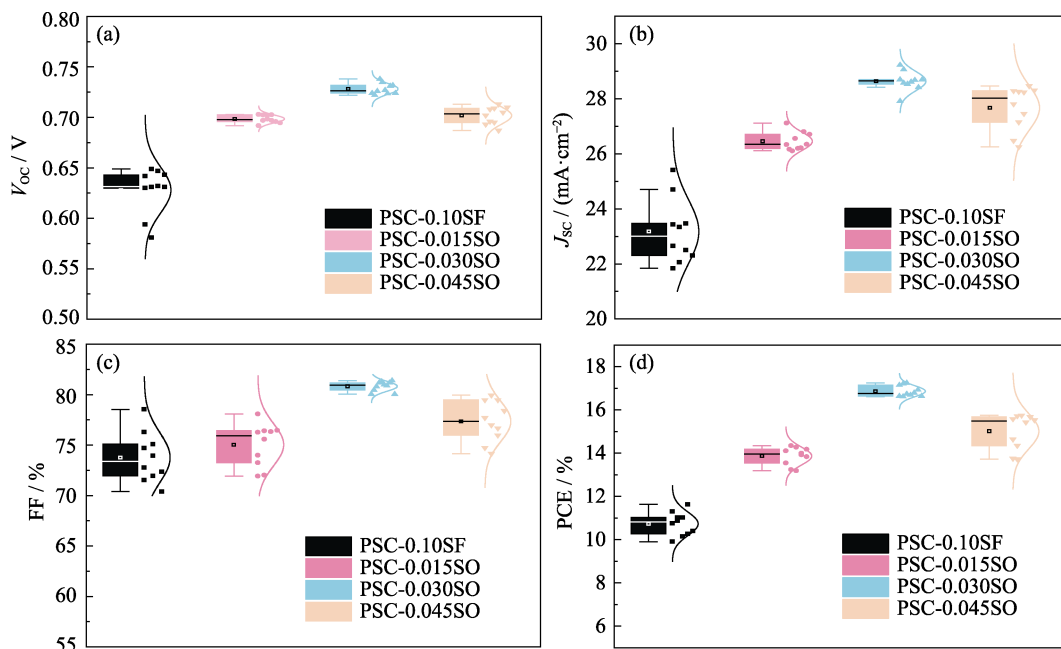 (a)
V_OC / V
0.80
0.75
0.70
0.65
0.60
0.55
0.50
PSC-0.10SF
PSC-0.015SO
PSC-0.030SO
PSC-0.045SO
(b)
J_SC / (mA·cm⁻²)
30
28
26
24
22
20
PSC-0.10SF
PSC-0.015SO
PSC-0.030SO
PSC-0.045SO
(c)
FF / %
85
80
75
70
65
60
55
PSC-0.10SF
PSC-0.015SO
PSC-0.030SO
PSC-0.045SO
(d)
PCE / %
18
16
14
12
10
8
6
PSC-0.10SF
PSC-0.015SO
PSC-0.030SO
PSC-0.045SO